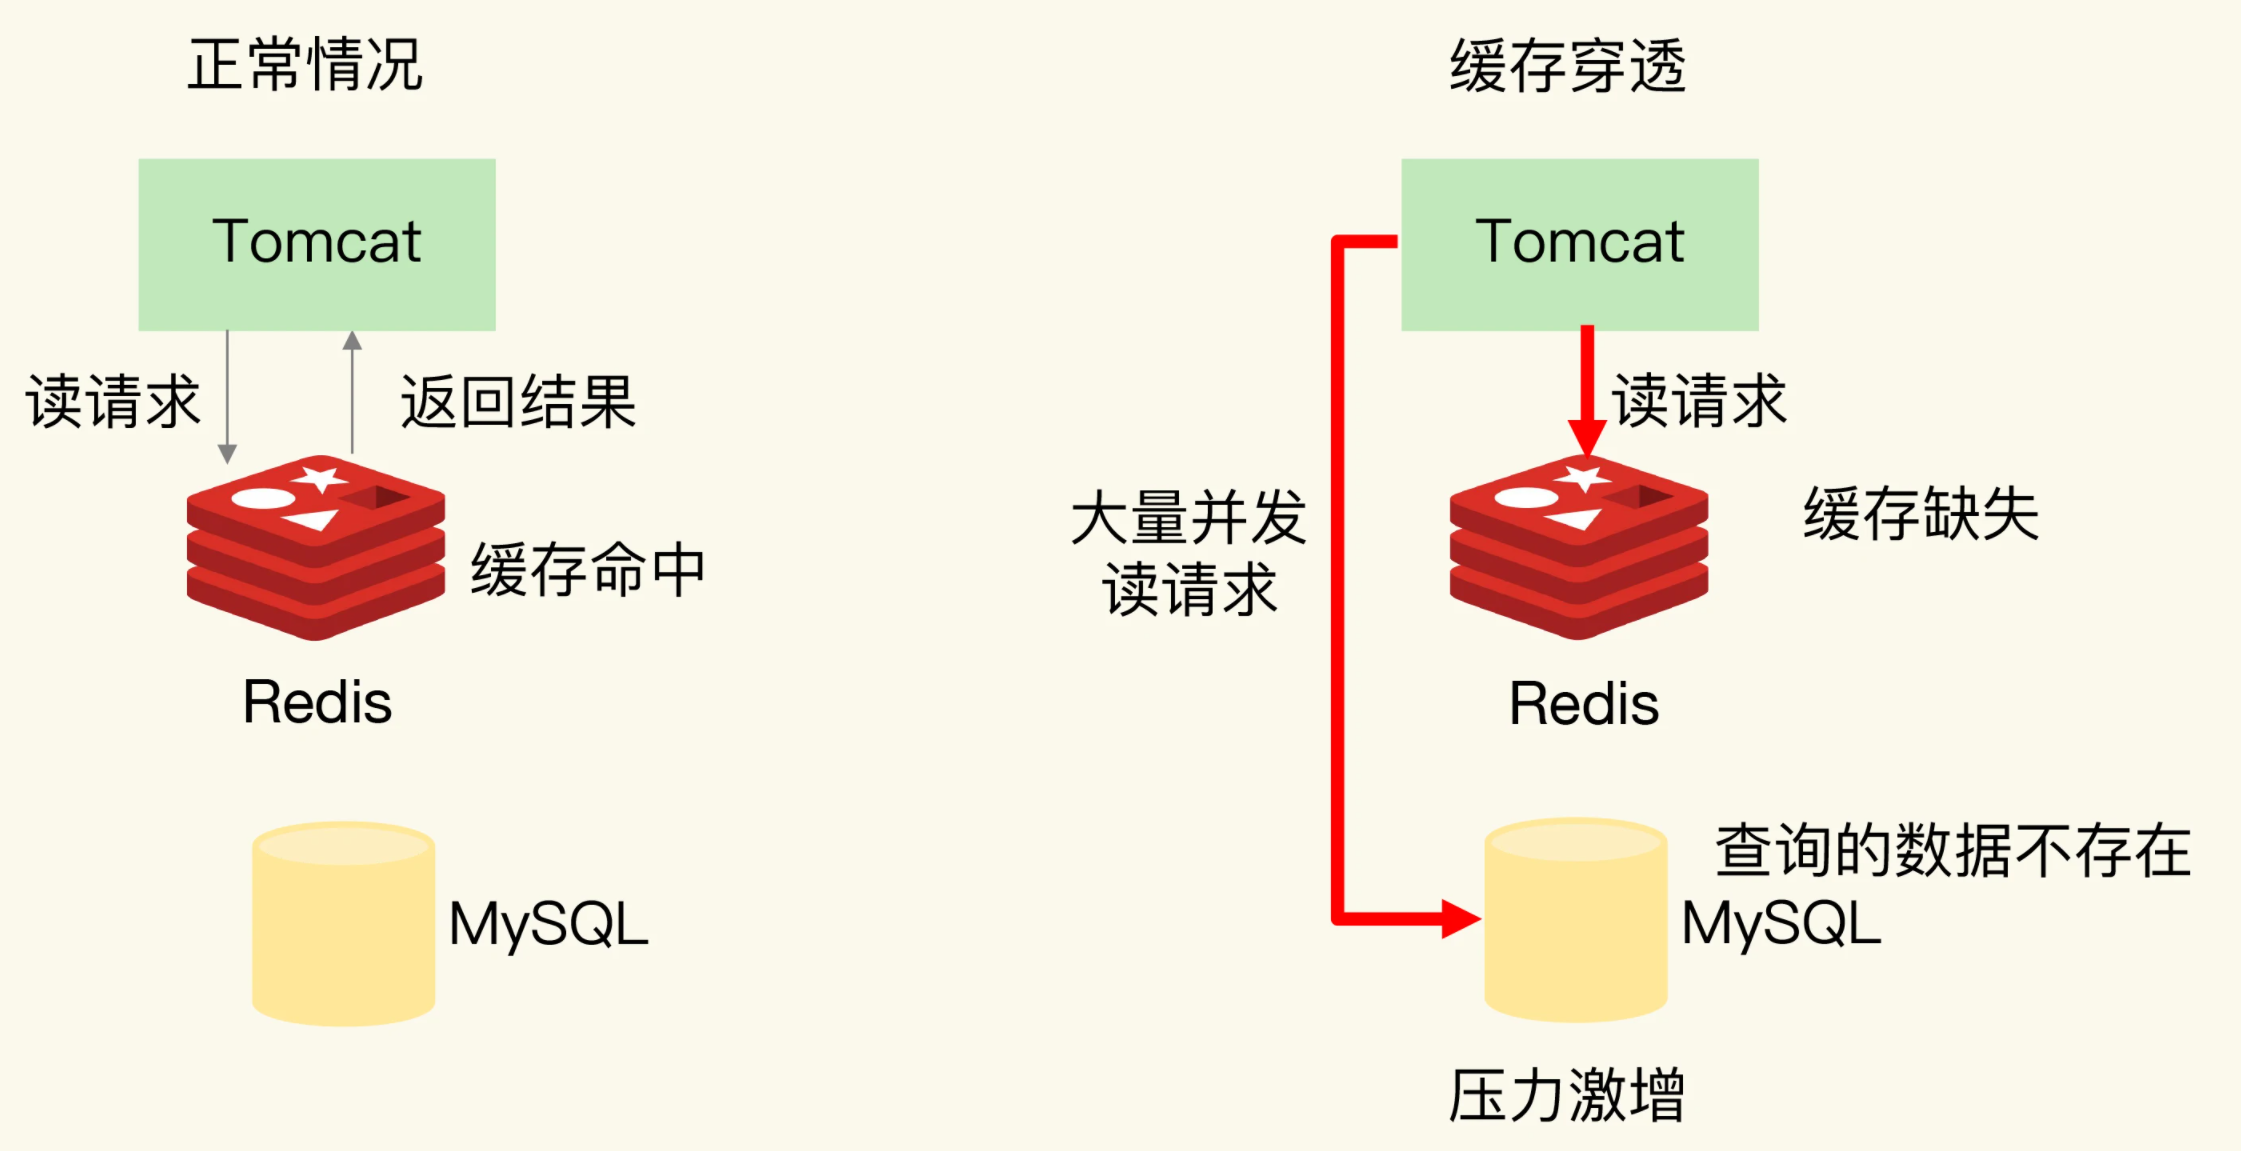 正常情况
Tomcat
读请求
返回结果
缓存命中
Redis
MySQL
缓存穿透
Tomcat
读请求
大量并发
读请求
缓存缺失
Redis
查询的数据不存在
MySQL
压力激增